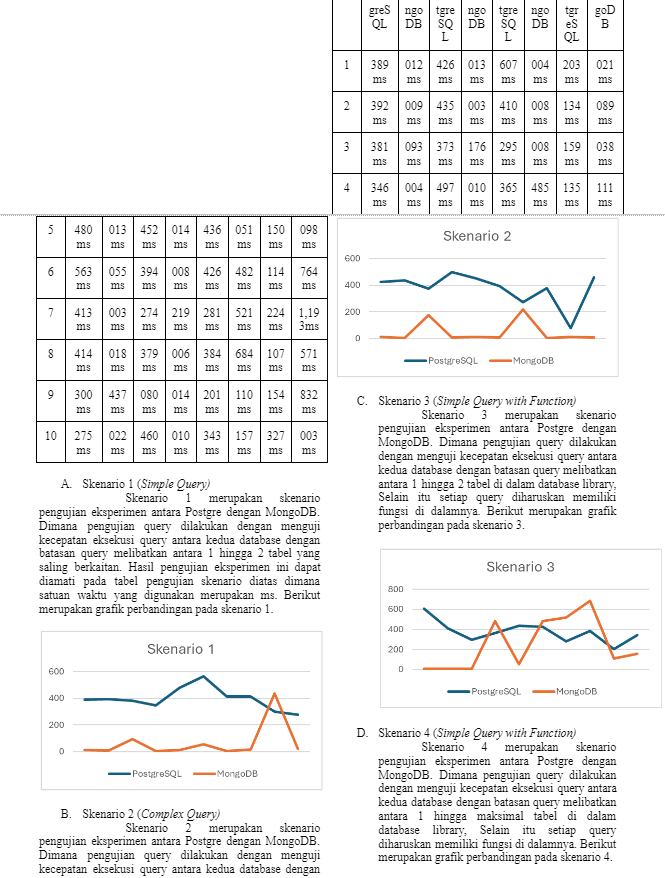 greS ngo tgre ngo tgre ngo tgr goD
QL DB SQ DB SQ DB eS B
L L QL
1 389 012 426 013 607 004 203 021
ms ms ms ms ms ms ms ms
2 392 009 435 003 410 008 134 089
ms ms ms ms ms ms ms ms
3 381 093 373 176 295 008 159 038
ms ms ms ms ms ms ms ms
4 346 004 497 010 365 485 135 111
ms ms ms ms ms ms ms ms
5 480 013 452 014 436 051 150 098
ms ms ms ms ms ms ms ms
6 563 055 394 008 426 482 114 764
ms ms ms ms ms ms ms ms
7 413 003 274 219 281 521 224 1,19
ms ms ms ms ms ms ms 3ms
8 414 018 379 006 384 684 107 571
ms ms ms ms ms ms ms ms
9 300 437 080 014 201 110 154 832
ms ms ms ms ms ms ms ms
10 275 022 460 010 343 157 327 003
ms ms ms ms ms ms ms ms
A. Skenario 1 (Simple Query)
Skenario 1 merupakan skenario
pengujian eksperimen antara Postgre dengan MongoDB.
Dimana pengujian query dilakukan dengan menguji
kecepatan eksekusi query antara kedua database dengan
batasan query melibatkan antara 1 hingga 2 tabel yang
saling berkaitan. Hasil pengujian eksperimen ini dapat
diamati pada tabel pengujian skenario diatas dimana
satuan waktu yang digunakan merupakan ms. Berikut
merupakan grafik perbandingan pada skenario 1.
Skenario 1
600
400
200
0
PostgreSQL MongoDB
B. Skenario 2 (Complex Query)
Skenario 2 merupakan skenario
pengujian eksperimen antara Postgre dengan MongoDB.
Dimana pengujian query dilakukan dengan menguji
kecepatan eksekusi query antara kedua database dengan
Skenario 2
600
400
200
0
PostgreSQL MongoDB
C. Skenario 3 (Simple Query with Function)
Skenario 3 merupakan skenario
pengujian eksperimen antara Postgre dengan
MongoDB. Dimana pengujian query dilakukan
dengan menguji kecepatan eksekusi query antara
kedua database dengan batasan query melibatkan
antara 1 hingga 2 tabel di dalam database library,
Selain itu setiap query diharuskan memiliki
fungsi di dalamnya. Berikut merupakan grafik
perbandingan pada skenario 3.
Skenario 3
800
600
400
200
0
PostgreSQL MongoDB
D. Skenario 4 (Simple Query with Function)
Skenario 4 merupakan skenario
pengujian eksperimen antara Postgre dengan
MongoDB. Dimana pengujian query dilakukan
dengan menguji kecepatan eksekusi query antara
kedua database dengan batasan query melibatkan
antara 1 hingga maksimal tabel di dalam
database library, Selain itu setiap query
diharuskan memiliki fungsi di dalamnya. Berikut
merupakan grafik perbandingan pada skenario 4.